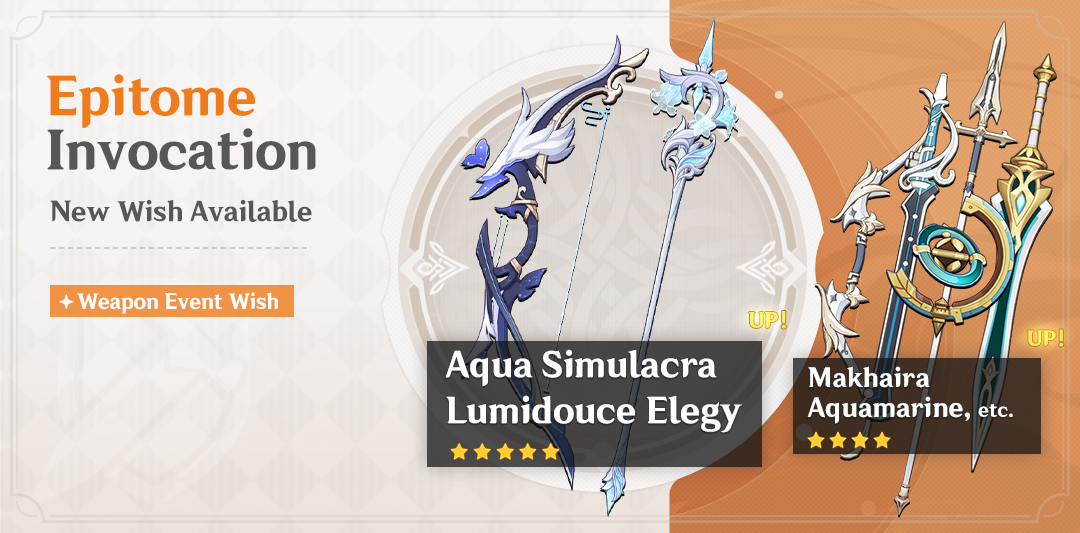 Epitome
Invocation
New Wish Available
Weapon Event Wish
UP!
Aqua Simulacra
Lumidouce Elegy
UP!
Makhaira
Aquamarine, etc.